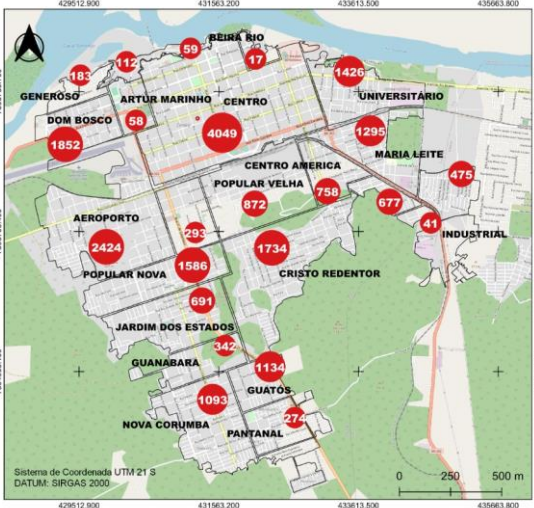 429512.900 431563.200 433613.500 435663.800
BEIRA RIO
59
17
112
1426
183
GENEROSO
ARTUR MARINHO
CENTRO
UNIVERSITÁRIO
DOM BOSCO
58
4049
1295
1852
MARIA LEITE
CENTRO AMERICA
475
POPULAR VELHA
758
872
677
AEROPORTO
293
41
INDUSTRIAL
2424
1734
1586
POPULAR NOVA
CRISTO REDENTOR
691
JARDIM DOS ESTADOS
342
GUANABARA
1134
GUATÓS
1093
274
NOVA CORUMBA
PANTANAL
Sistema de Coordenada UTM 21 S
DATUM: SIRGAS 2000
0 250 500 m
429512.900 431563.200 433613.500 435663.800